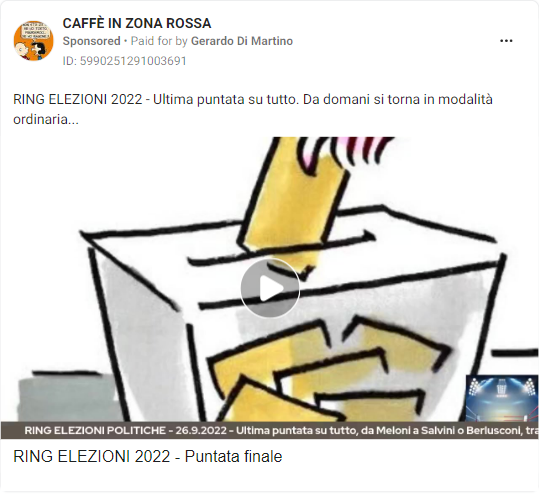 CAFFÈ IN ZONA ROSSA
Sponsored • Paid for by Gerardo Di Martino
ID: 5990251291003691
RING ELEZIONI 2022 - Ultima puntata su tutto. Da domani si torna in modalità
ordinaria...
RING ELEZIONI POLITICHE - 26.9.2022 - Ultima puntata su tutto, da Meloni a Salvini o Berlusconi, tra
RING ELEZIONI 2022 - Puntata finale